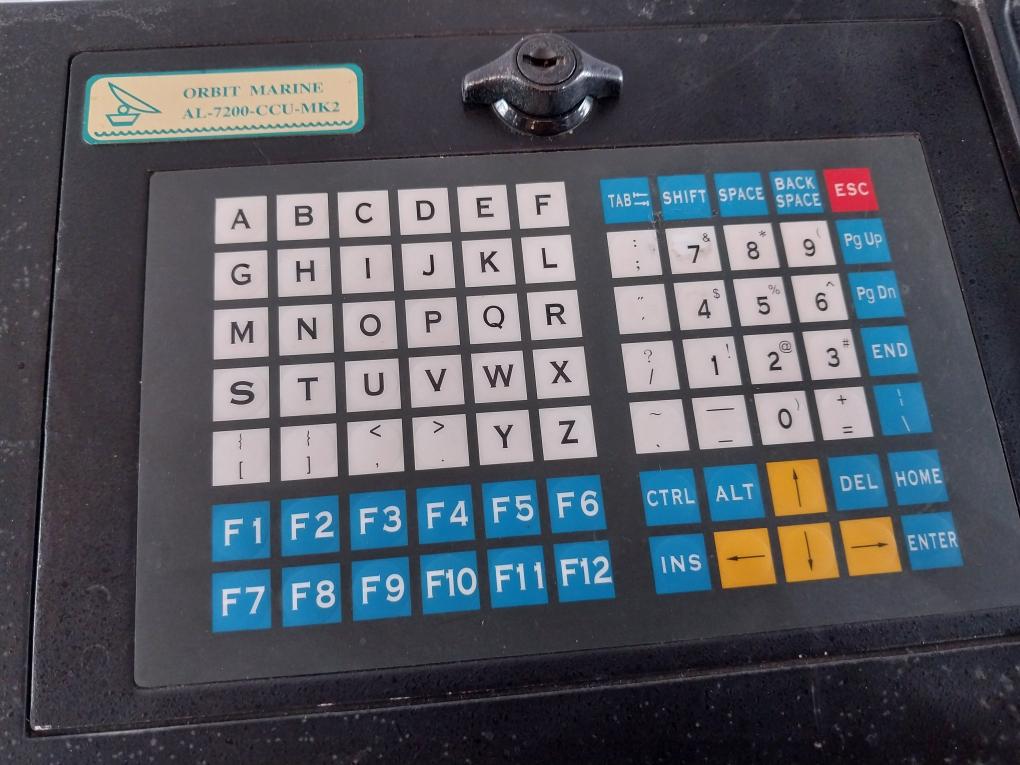 ORBIT MARINE
AL-7200-CCU-MK2
A B C D E F
G H I J K L
M N O P Q R
S T U V W X
{ [ { ] < , > . Y Z
F1 F2 F3 F4 F5 F6
F7 F8 F9 F10 F11 F12
TAB SHIFT SPACE BACK SPACE ESC
: ; 7 & 8 * 9 ( Pg Up
" ' 4 $ 5 % 6 ^ Pg Dn
? / 1 ! 2 @ 3 # END
~ ` — _ 0 ) + = ¦ \
CTRL ALT ↑ DEL HOME
INS ← ↓ → ENTER